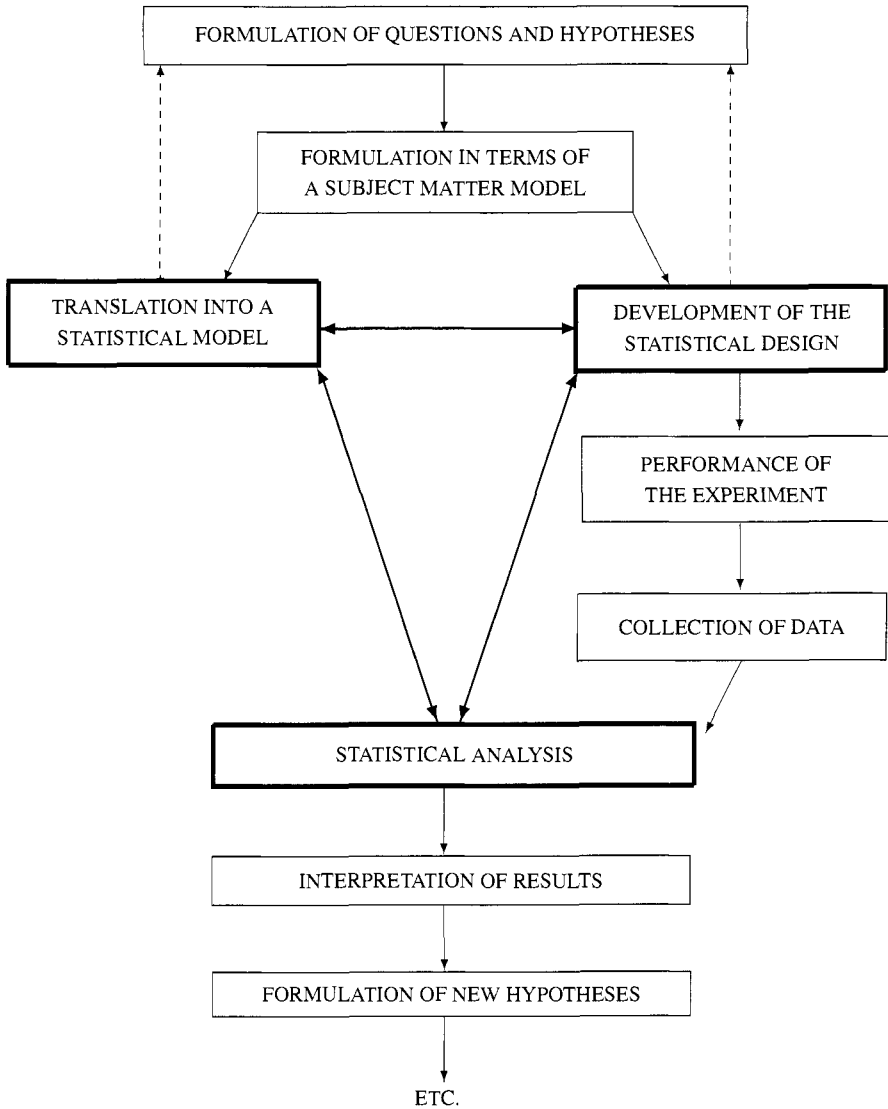 FORMULATION OF QUESTIONS AND HYPOTHESES
FORMULATION IN TERMS OF
A SUBJECT MATTER MODEL
TRANSLATION INTO A
STATISTICAL MODEL
DEVELOPMENT OF THE
STATISTICAL DESIGN
PERFORMANCE OF
THE EXPERIMENT
COLLECTION OF DATA
STATISTICAL ANALYSIS
INTERPRETATION OF RESULTS
FORMULATION OF NEW HYPOTHESES
ETC.